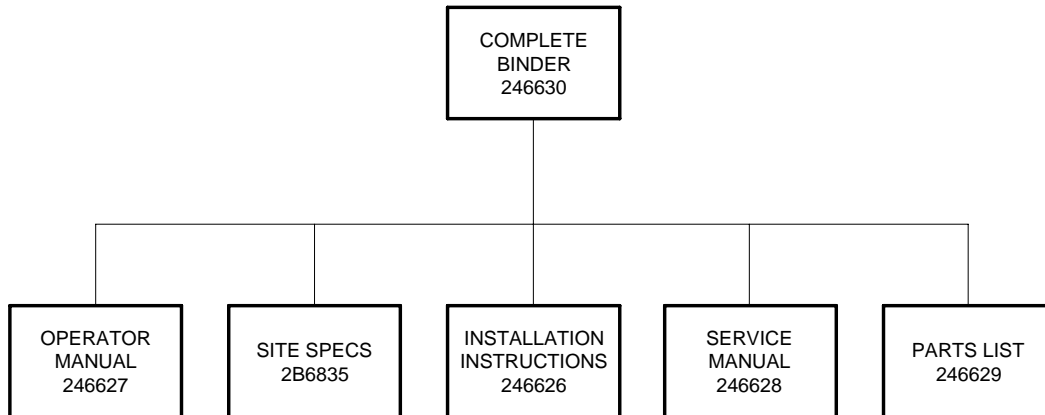 COMPLETE
BINDER
246630
OPERATOR
MANUAL
246627
SITE SPECS
2B6835
INSTALLATION
INSTRUCTIONS
246626
SERVICE
MANUAL
246628
PARTS LIST
246629